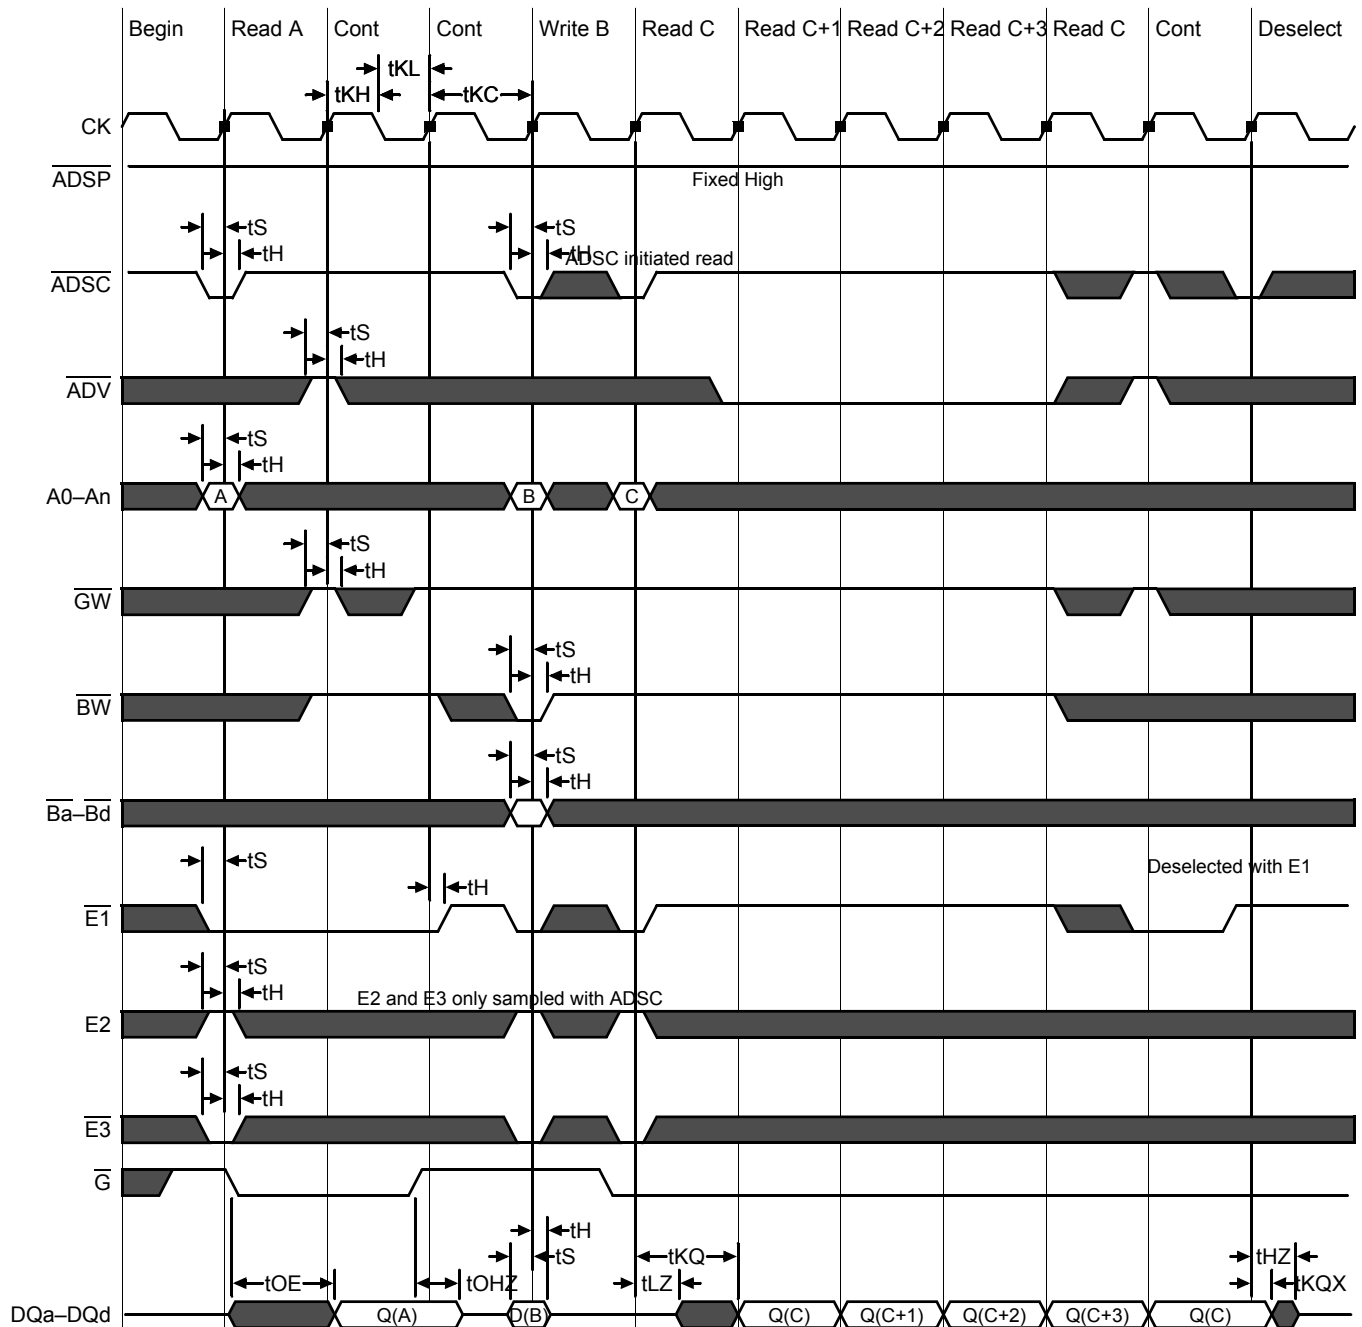 Begin Read A Cont Cont Write B Read C Read C+1 Read C+2 Read C+3 Read C Cont Deselect
tKL
tKH tKC
CK
ADSP
Fixed High
tS tS
tH tH
ADSC initiated read
ADSC
tS
tH
ADV
tS
tH
A0–An A B C
tS
tH
GW
tS
tH
BW
tS
tH
Ba–Bd
tS
Deselected with E1
tH
E1
tS
tH
E2 and E3 only sampled with ADSC
E2
tS
tH
E3
G
tH
tS tKQ tHZ
tOE tOHZ tLZ tKQX
DQa–DQd Q(A) D(B) Q(C) Q(C+1) Q(C+2) Q(C+3) Q(C)